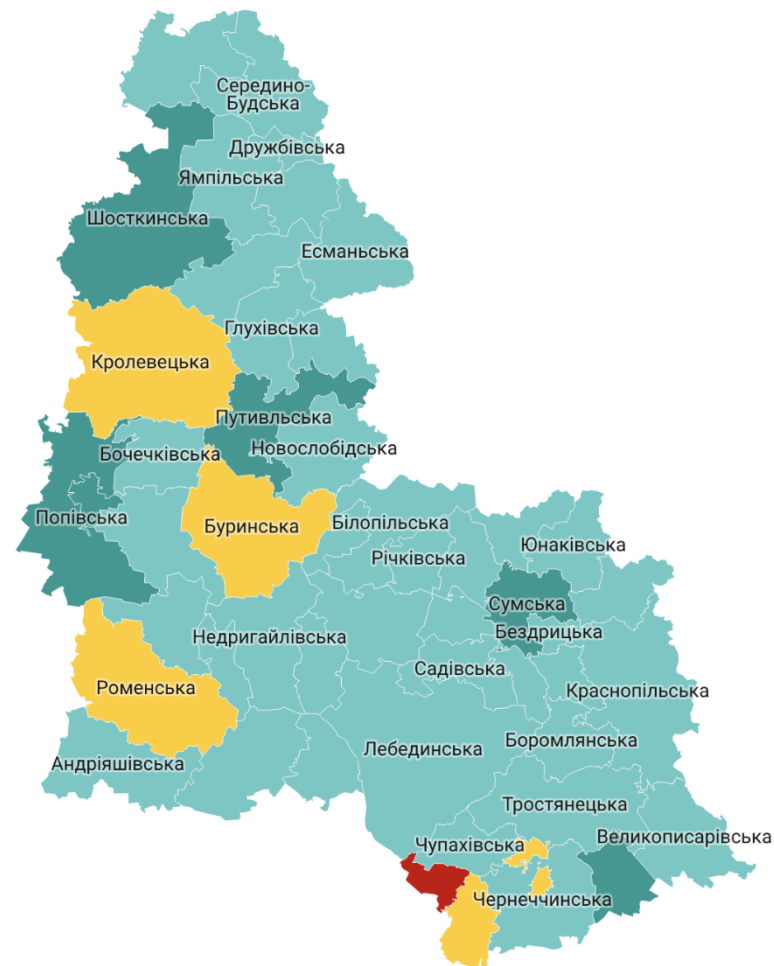 Середино-
Будська
Дружбівська
Ямпільська
Шосткинська
Есманьська
Глухівська
Кролевецька
Путивльська
Новослобідська
Бочечківська
Попівська
Буринська
Білопільська
Річківська
Юнаківська
Сумська
Бездрицька
Недригайлівська
Садівська
Роменська
Краснопільська
Боромлянська
Лебединська
Андріяшівська
Тростянецька
Великописарівська
Чупахівська
Чернеччинська